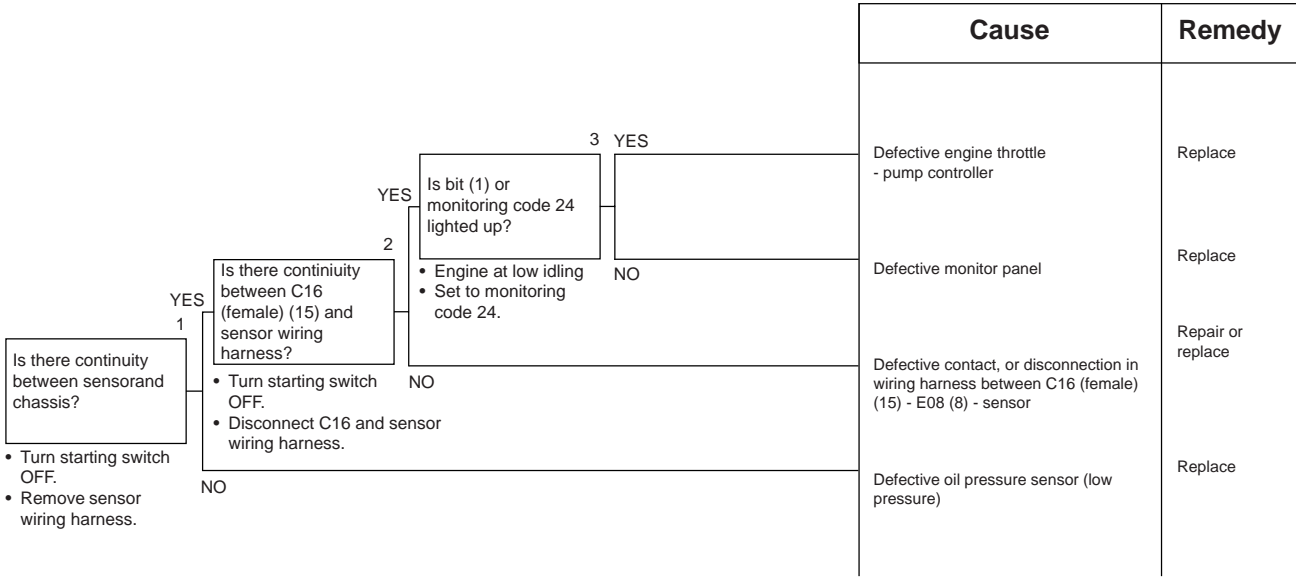 Cause
Remedy
3
YES
Is bit (1) or
monitoring code 24
lighted up?
Defective engine throttle
- pump controller
Replace
YES
2
• Engine at low idling
• Set to monitoring
code 24.
NO
Defective monitor panel
Replace
Is there continiuity
between C16
(female) (15) and
sensor wiring
harness?
YES
1
• Turn starting switch
OFF.
• Disconnect C16 and sensor
wiring harness.
NO
Defective contact, or disconnection in
wiring harness between C16 (female)
(15) - E08 (8) - sensor
Repair or
replace
Is there continuity
between sensorand
chassis?
• Turn starting switch
OFF.
• Remove sensor
wiring harness.
NO
Defective oil pressure sensor (low
pressure)
Replace